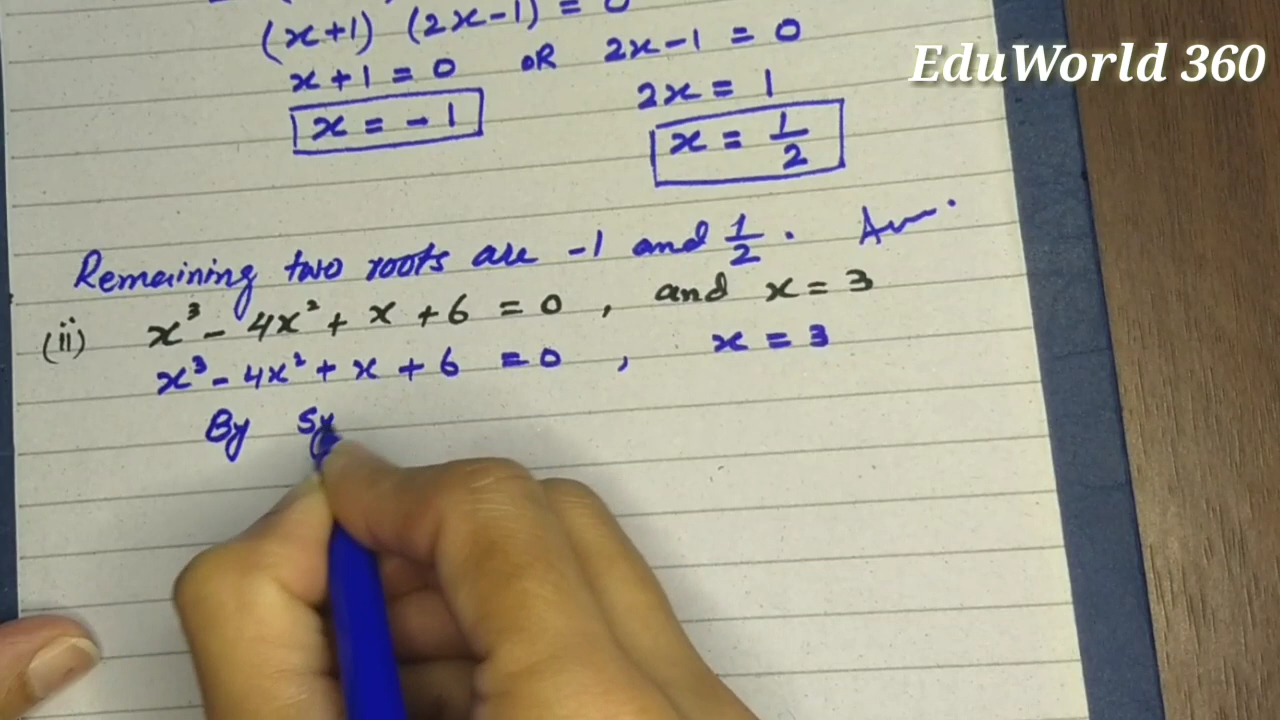 (x+1) (2x-1) = 0
x+1 = 0 OR 2x-1 = 0
2x = 1
x = -1
x = 1/2
EduWorld 360
Remaining two roots are -1 and 1/2. Ans.
(ii) x³ - 4x² + x + 6 = 0 , and x = 3
x³ - 4x² + x + 6 = 0 , x = 3
By Sy